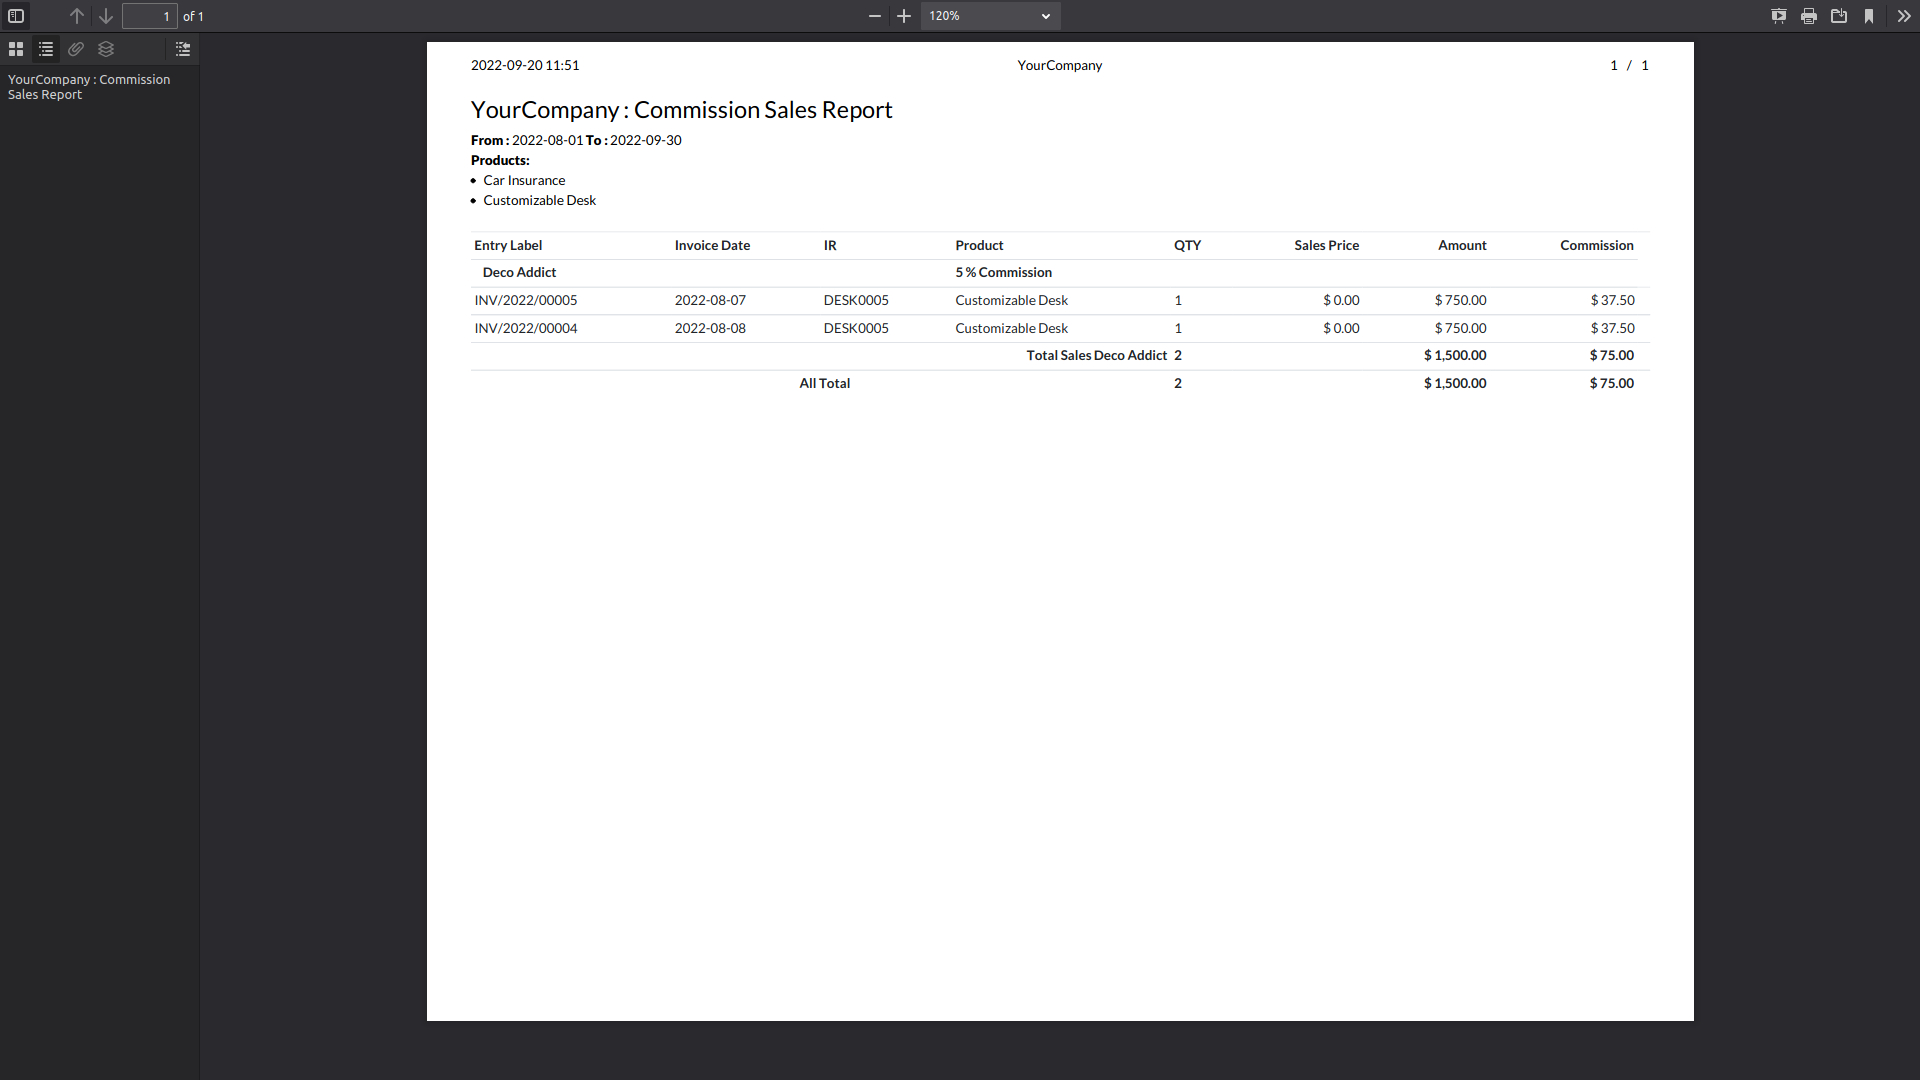 1 of 1
120%
YourCompany : Commission
Sales Report
2022-09-20 11:51 YourCompany 1 / 1
YourCompany : Commission Sales Report
From : 2022-08-01 To : 2022-09-30
Products:
• Car Insurance
• Customizable Desk
Entry Label Invoice Date IR Product QTY Sales Price Amount Commission
Deco Addict 5 % Commission
INV/2022/00005 2022-08-07 DESK0005 Customizable Desk 1 $ 0.00 $ 750.00 $ 37.50
INV/2022/00004 2022-08-08 DESK0005 Customizable Desk 1 $ 0.00 $ 750.00 $ 37.50
Total Sales Deco Addict 2 $ 1,500.00 $ 75.00
All Total 2 $ 1,500.00 $ 75.00